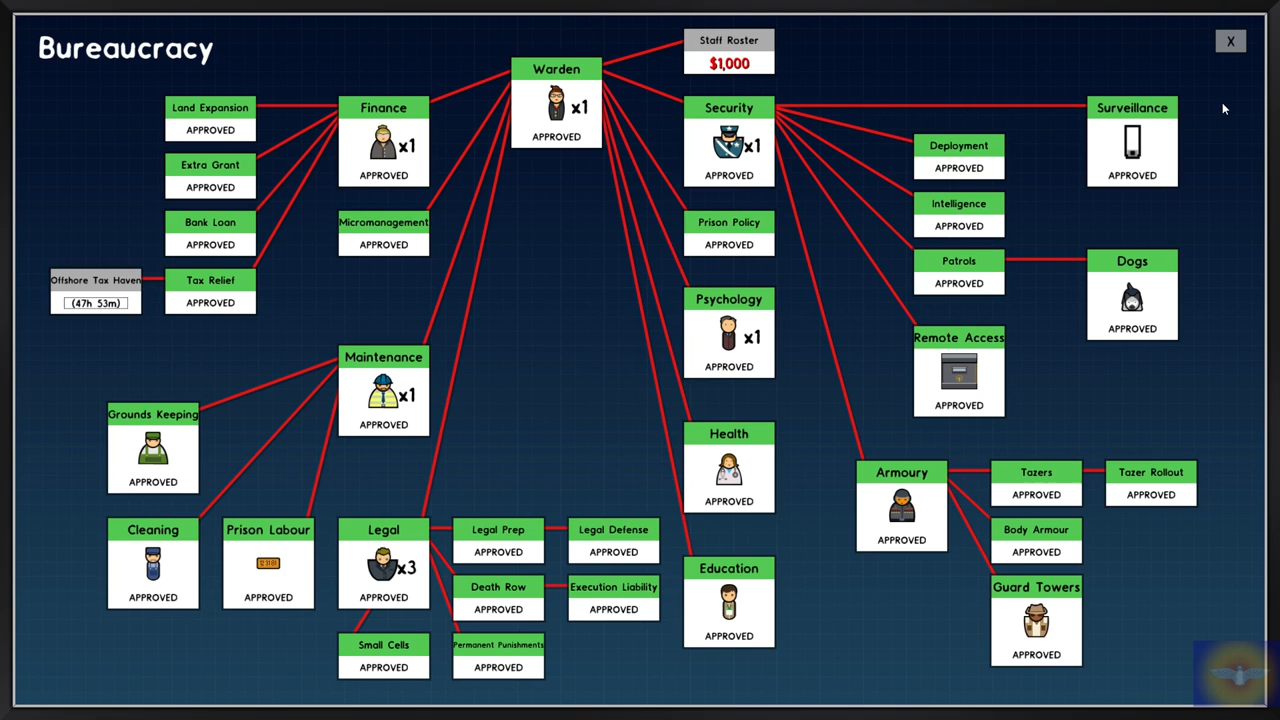 Bureaucracy
X
Staff Roster
$1,000
Warden
x1
APPROVED
Land Expansion
APPROVED
Finance
x1
APPROVED
Security
x1
APPROVED
Surveillance
APPROVED
Deployment
APPROVED
Extra Grant
APPROVED
Intelligence
APPROVED
Bank Loan
APPROVED
Micromanagement
APPROVED
Prison Policy
APPROVED
Patrols
APPROVED
Dogs
APPROVED
Offshore Tax Haven
(47h 53m)
Tax Relief
APPROVED
Psychology
x1
APPROVED
Remote Access
APPROVED
Maintenance
x1
APPROVED
Grounds Keeping
APPROVED
Health
APPROVED
Armoury
APPROVED
Tazers
APPROVED
Tazer Rollout
APPROVED
Cleaning
APPROVED
Prison Labour
12 31 81
APPROVED
Legal
x3
APPROVED
Legal Prep
APPROVED
Legal Defense
APPROVED
Body Armour
APPROVED
Death Row
APPROVED
Execution Liability
APPROVED
Education
APPROVED
Guard Towers
APPROVED
Small Cells
APPROVED
Permanent Punishments
APPROVED